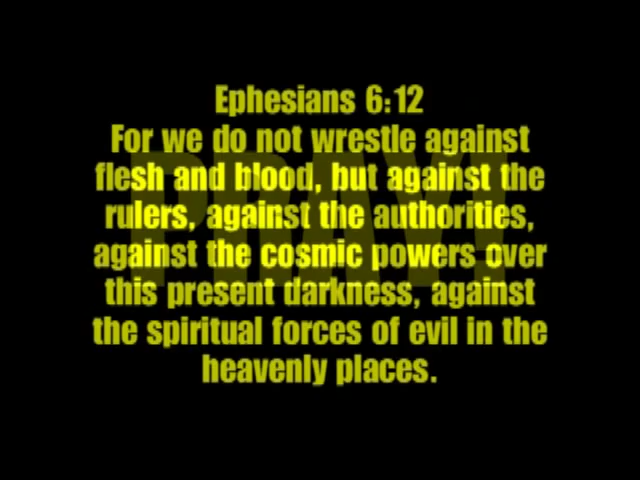 Ephesians 6:12
For we do not wrestle against
flesh and blood, but against the
rulers, against the authorities,
against the cosmic powers over
this present darkness, against
the spiritual forces of evil in the
heavenly places.
PRAY!